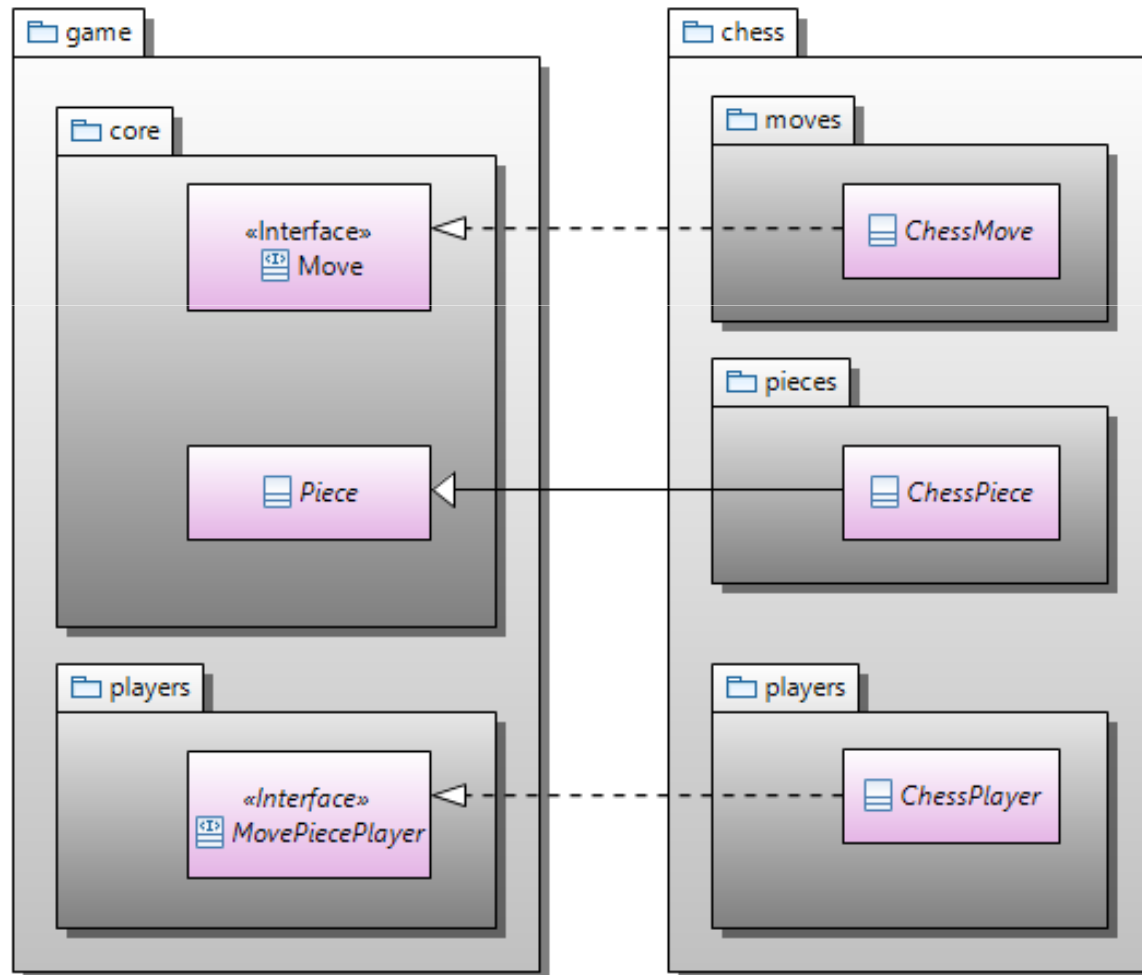 game
core
«Interface»
Move
Piece
players
«Interface»
MovePiecePlayer
chess
moves
ChessMove
pieces
ChessPiece
players
ChessPlayer